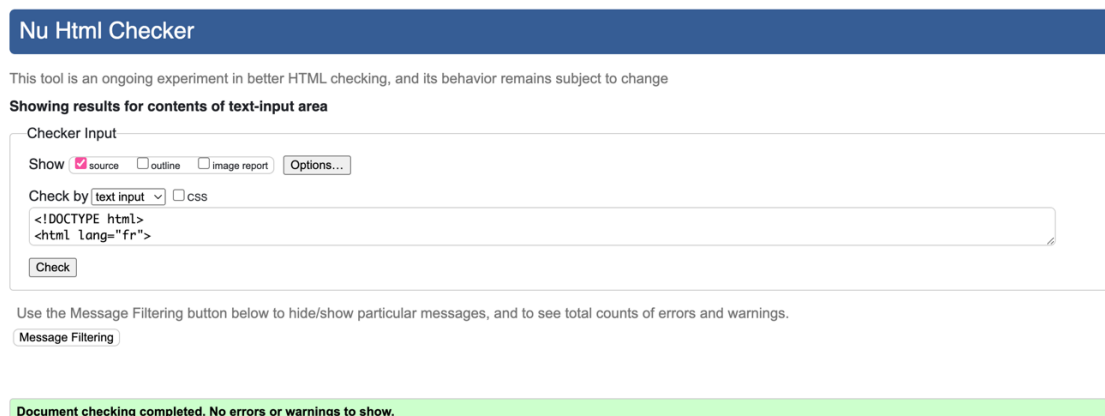 Nu Html Checker
This tool is an ongoing experiment in better HTML checking, and its behavior remains subject to change
Showing results for contents of text-input area
Checker Input
Show source outline image report Options...
Check by text input css
<!DOCTYPE html>
<html lang="fr">
Check
Use the Message Filtering button below to hide/show particular messages, and to see total counts of errors and warnings.
Message Filtering
Document checking completed. No errors or warnings to show.